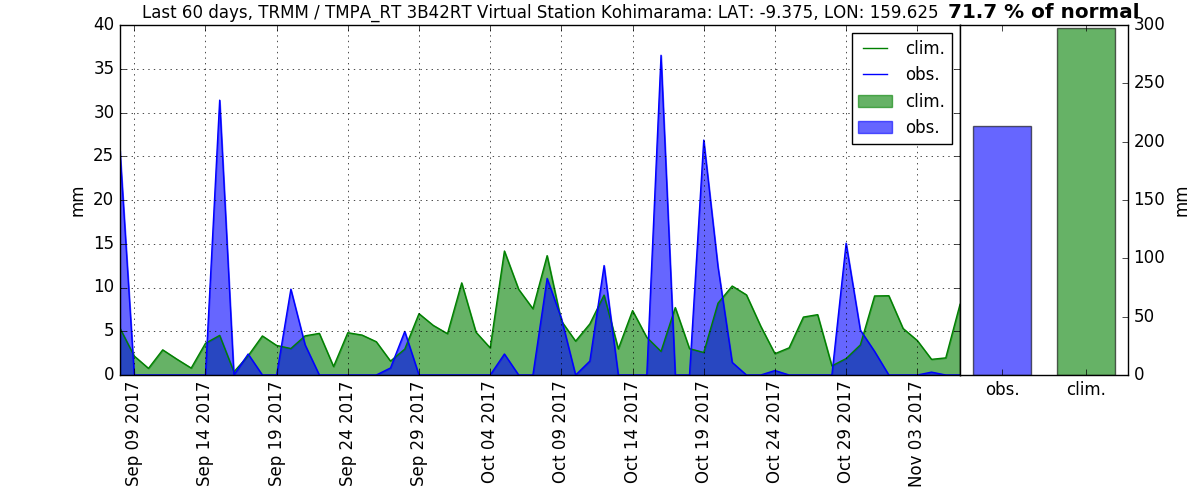 Last 60 days, TRMM / TMPA_RT 3B42RT Virtual Station Kohimarama: LAT: -9.375, LON: 159.625 71.7 % of normal
40
35
30
25
20
15
10
5
0
mm
clim.
obs.
clim.
obs.
300
250
200
150
100
50
0
mm
Sep 09 2017
Sep 14 2017
Sep 19 2017
Sep 24 2017
Sep 29 2017
Oct 04 2017
Oct 09 2017
Oct 14 2017
Oct 19 2017
Oct 24 2017
Oct 29 2017
Nov 03 2017
obs.
clim.